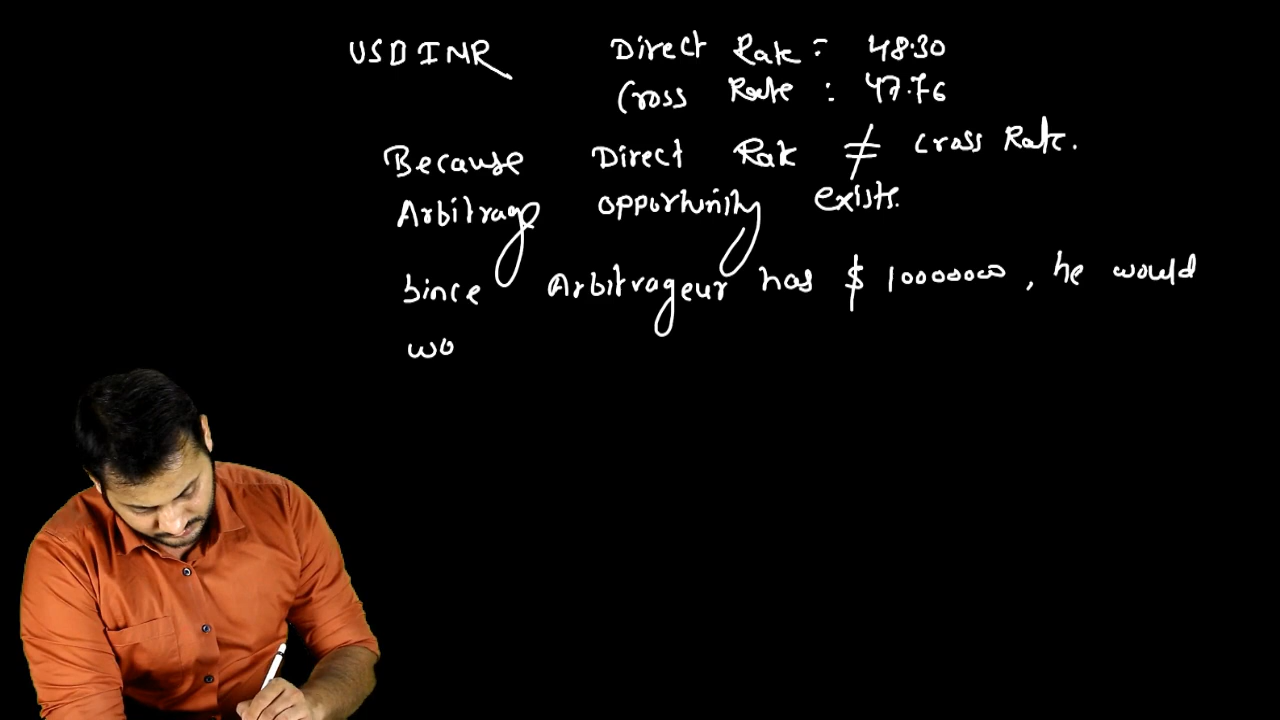 USDINR Direct Rate = 48.30
Cross Rate : 47.76
Because Direct Rate ≠ cross Rate.
Arbitrage opportunity exists.
Since Arbitrageur has $ 10000000, he would
wo